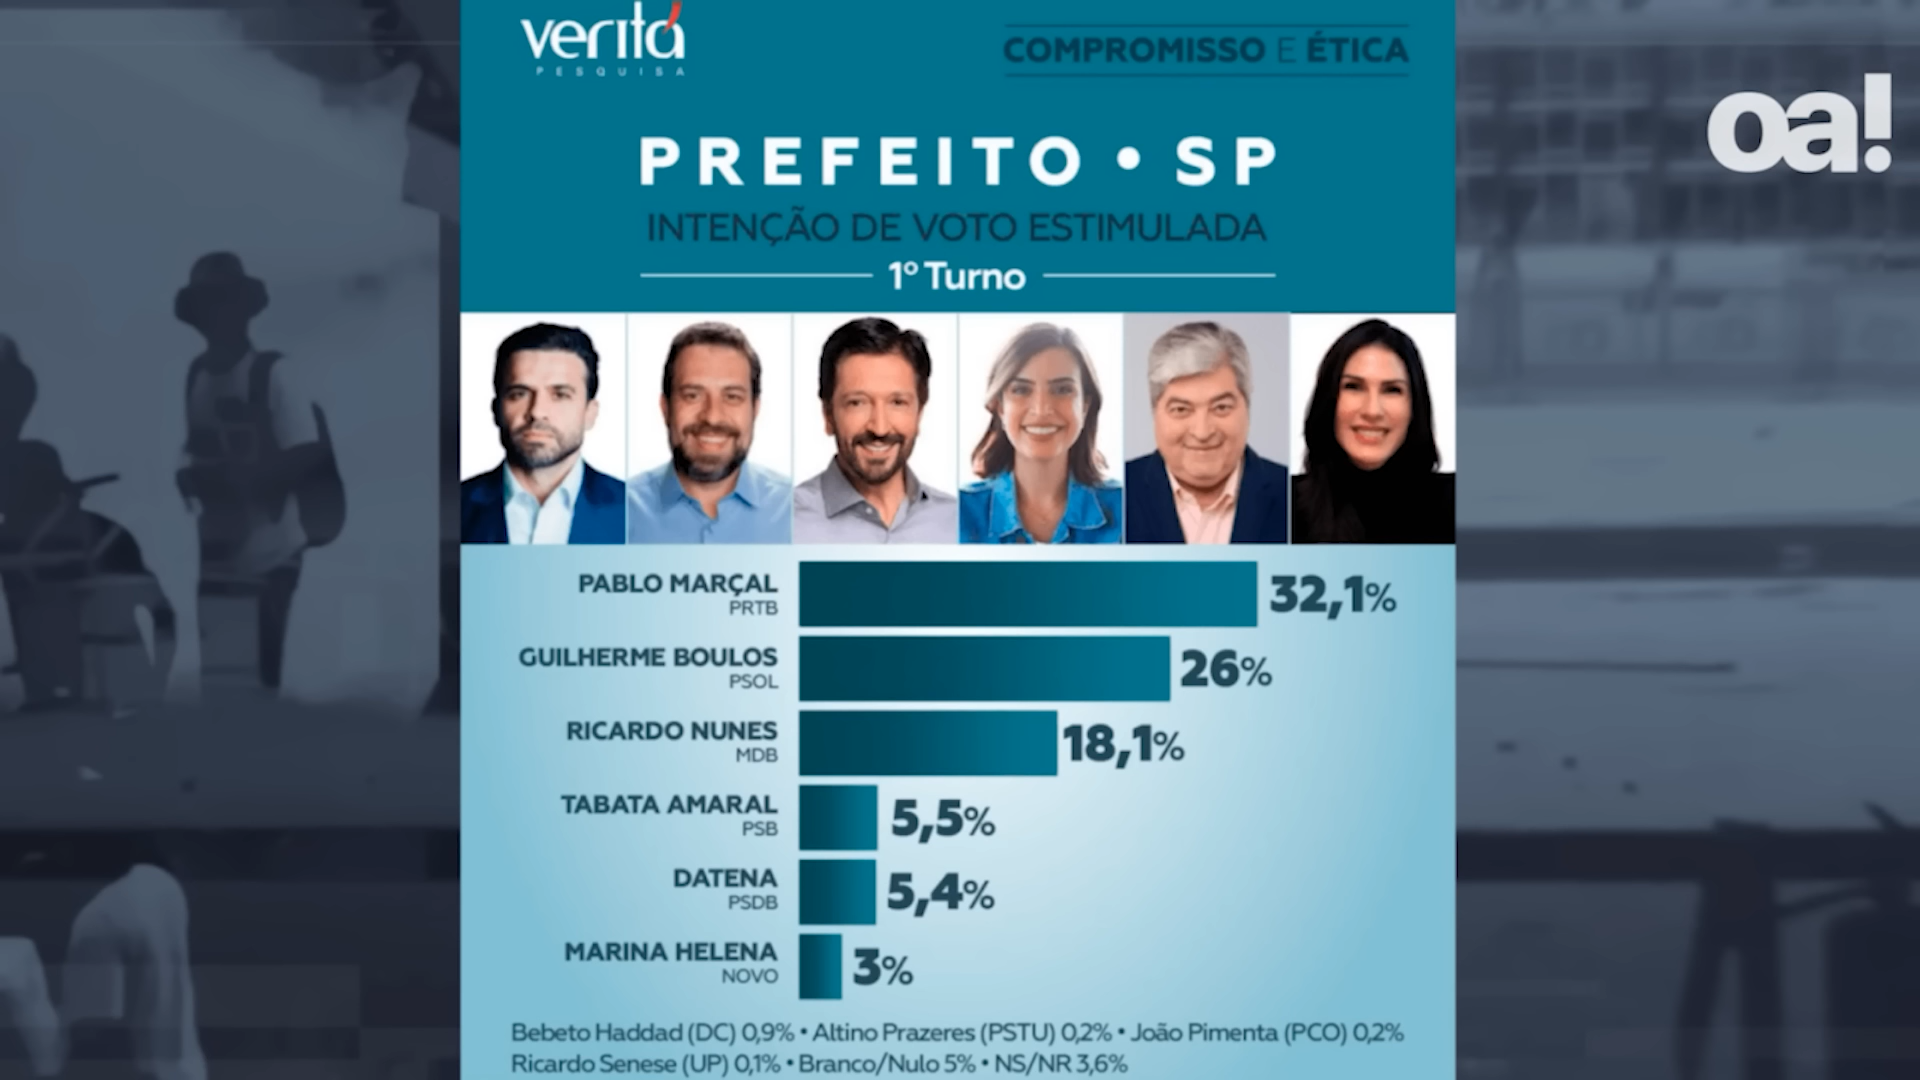 veritá
PESQUISA
COMPROMISSO E ÉTICA
oa!
PREFEITO • SP
INTENÇÃO DE VOTO ESTIMULADA
1º Turno
PABLO MARÇAL
PRTB
32,1%
GUILHERME BOULOS
PSOL
26%
RICARDO NUNES
MDB
18,1%
TABATA AMARAL
PSB
5,5%
DATENA
PSDB
5,4%
MARINA HELENA
NOVO
3%
Bebeto Haddad (DC) 0,9% • Altino Prazeres (PSTU) 0,2% • João Pimenta (PCO) 0,2%
Ricardo Senese (UP) 0,1% • Branco/Nulo 5% • NS/NR 3,6%